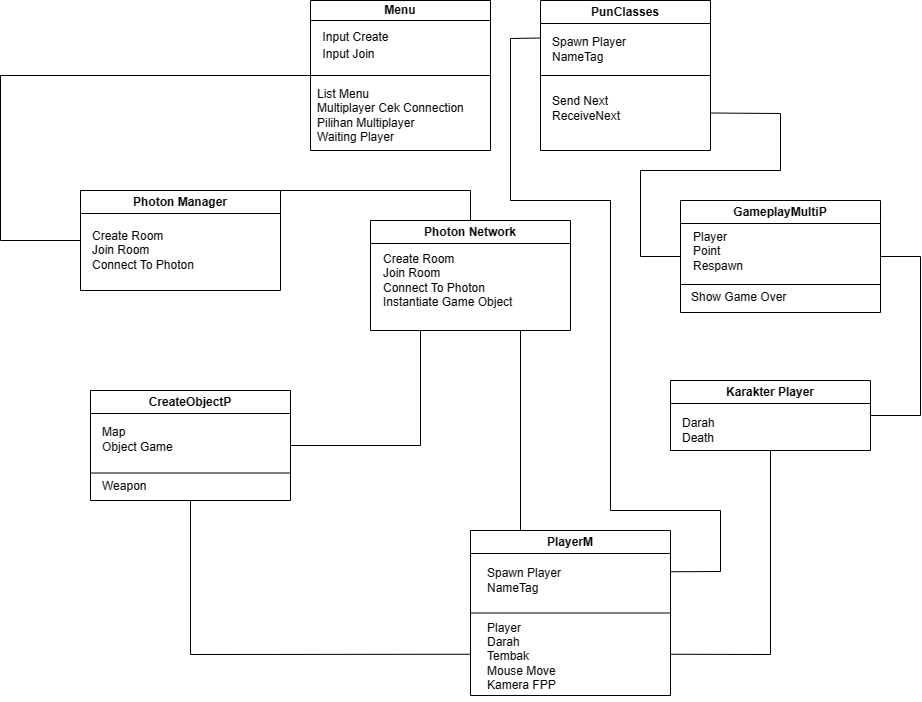 Menu
Input Create
Input Join
List Menu
Multiplayer Cek Connection
Pilihan Multiplayer
Waiting Player
PunClasses
Spawn Player
NameTag
Send Next
ReceiveNext
Photon Manager
Create Room
Join Room
Connect To Photon
Photon Network
Create Room
Join Room
Connect To Photon
Instantiate Game Object
GameplayMultiP
Player
Point
Respawn
Show Game Over
CreateObjectP
Map
Object Game
Weapon
Karakter Player
Darah
Death
PlayerM
Spawn Player
NameTag
Player
Darah
Tembak
Mouse Move
Kamera FPP